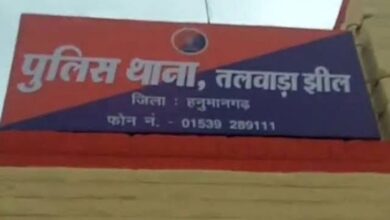 पुलिस थाना, तलवाड़ा झील
जिला : हनुमानगढ़
फोन नं. - 01539 289111